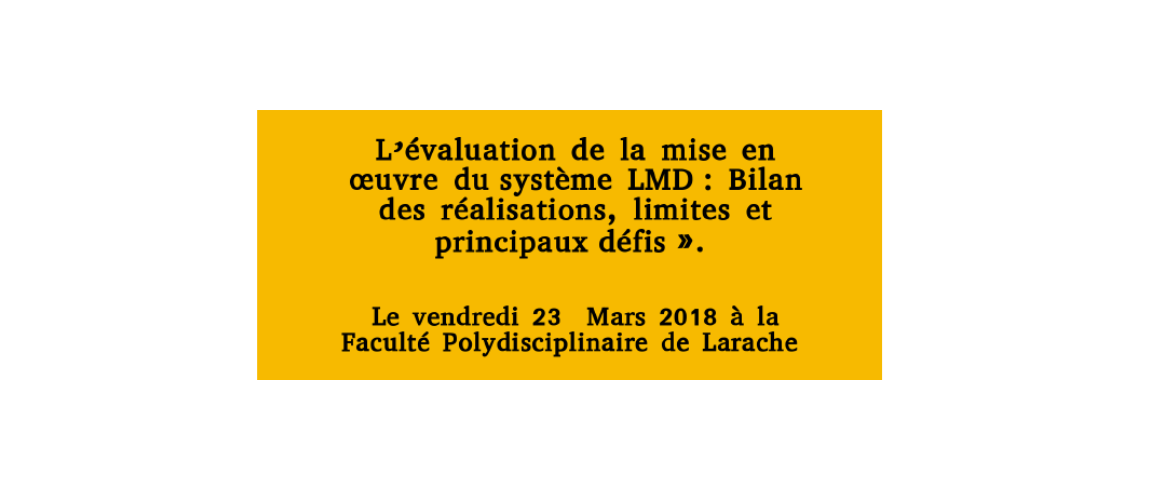 L’évaluation de la mise en
œuvre du système LMD : Bilan
des réalisations, limites et
principaux défis ».
Le vendredi 23 Mars 2018 à la
Faculté Polydisciplinaire de Larache